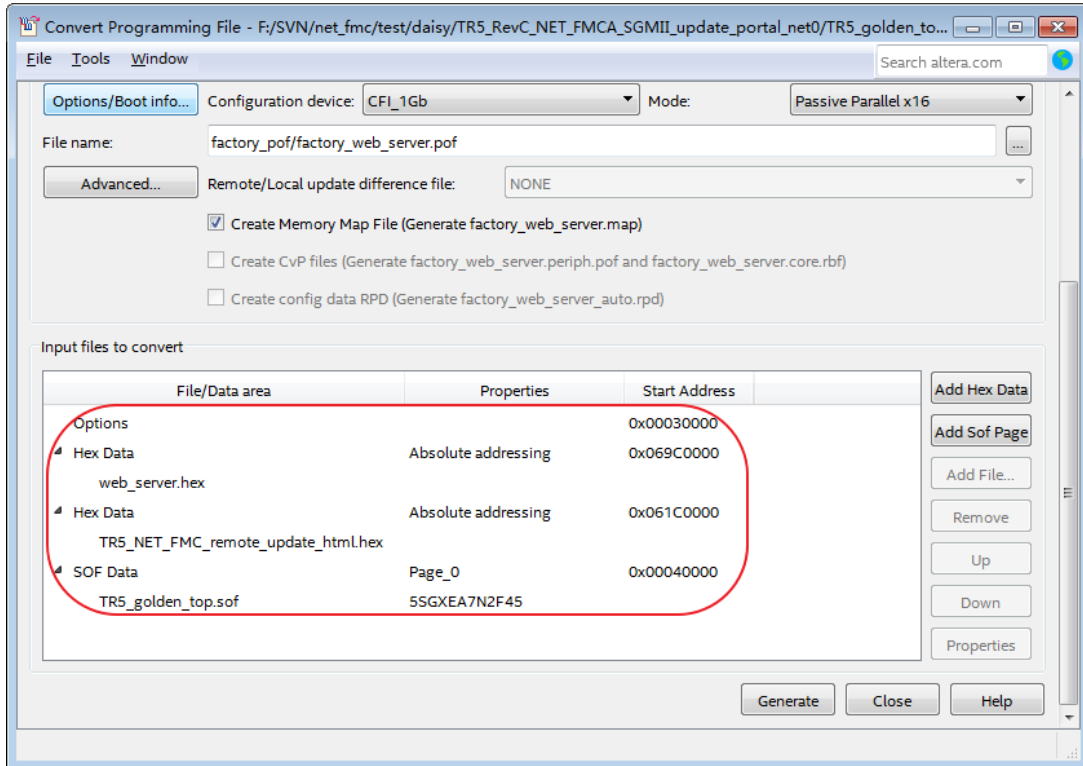 Convert Programming File - F:/SVN/net_fmc/test/daisy/TR5_RevC_NET_FMCA_SGMII_update_portal_net0/TR5_golden_to...
File Tools Window Search altera.com
Options/Boot info... Configuration device: CFI_1Gb Mode: Passive Parallel x16
File name: factory_pof/factory_web_server.pof ...
Advanced... Remote/Local update difference file: NONE
Create Memory Map File (Generate factory_web_server.map)
Create CvP files (Generate factory_web_server.periph.pof and factory_web_server.core.rbf)
Create config data RPD (Generate factory_web_server_auto.rpd)
Input files to convert
File/Data area Properties Start Address
Add Hex Data
Options 0x00030000
Add Sof Page
Hex Data Absolute addressing 0x069C0000
Add File...
web_server.hex
Hex Data Absolute addressing 0x061C0000
Remove
TR5_NET_FMC_remote_update_html.hex
Up
SOF Data Page_0 0x00040000
TR5_golden_top.sof 5SGXEA7N2F45
Down
Properties
Generate Close Help